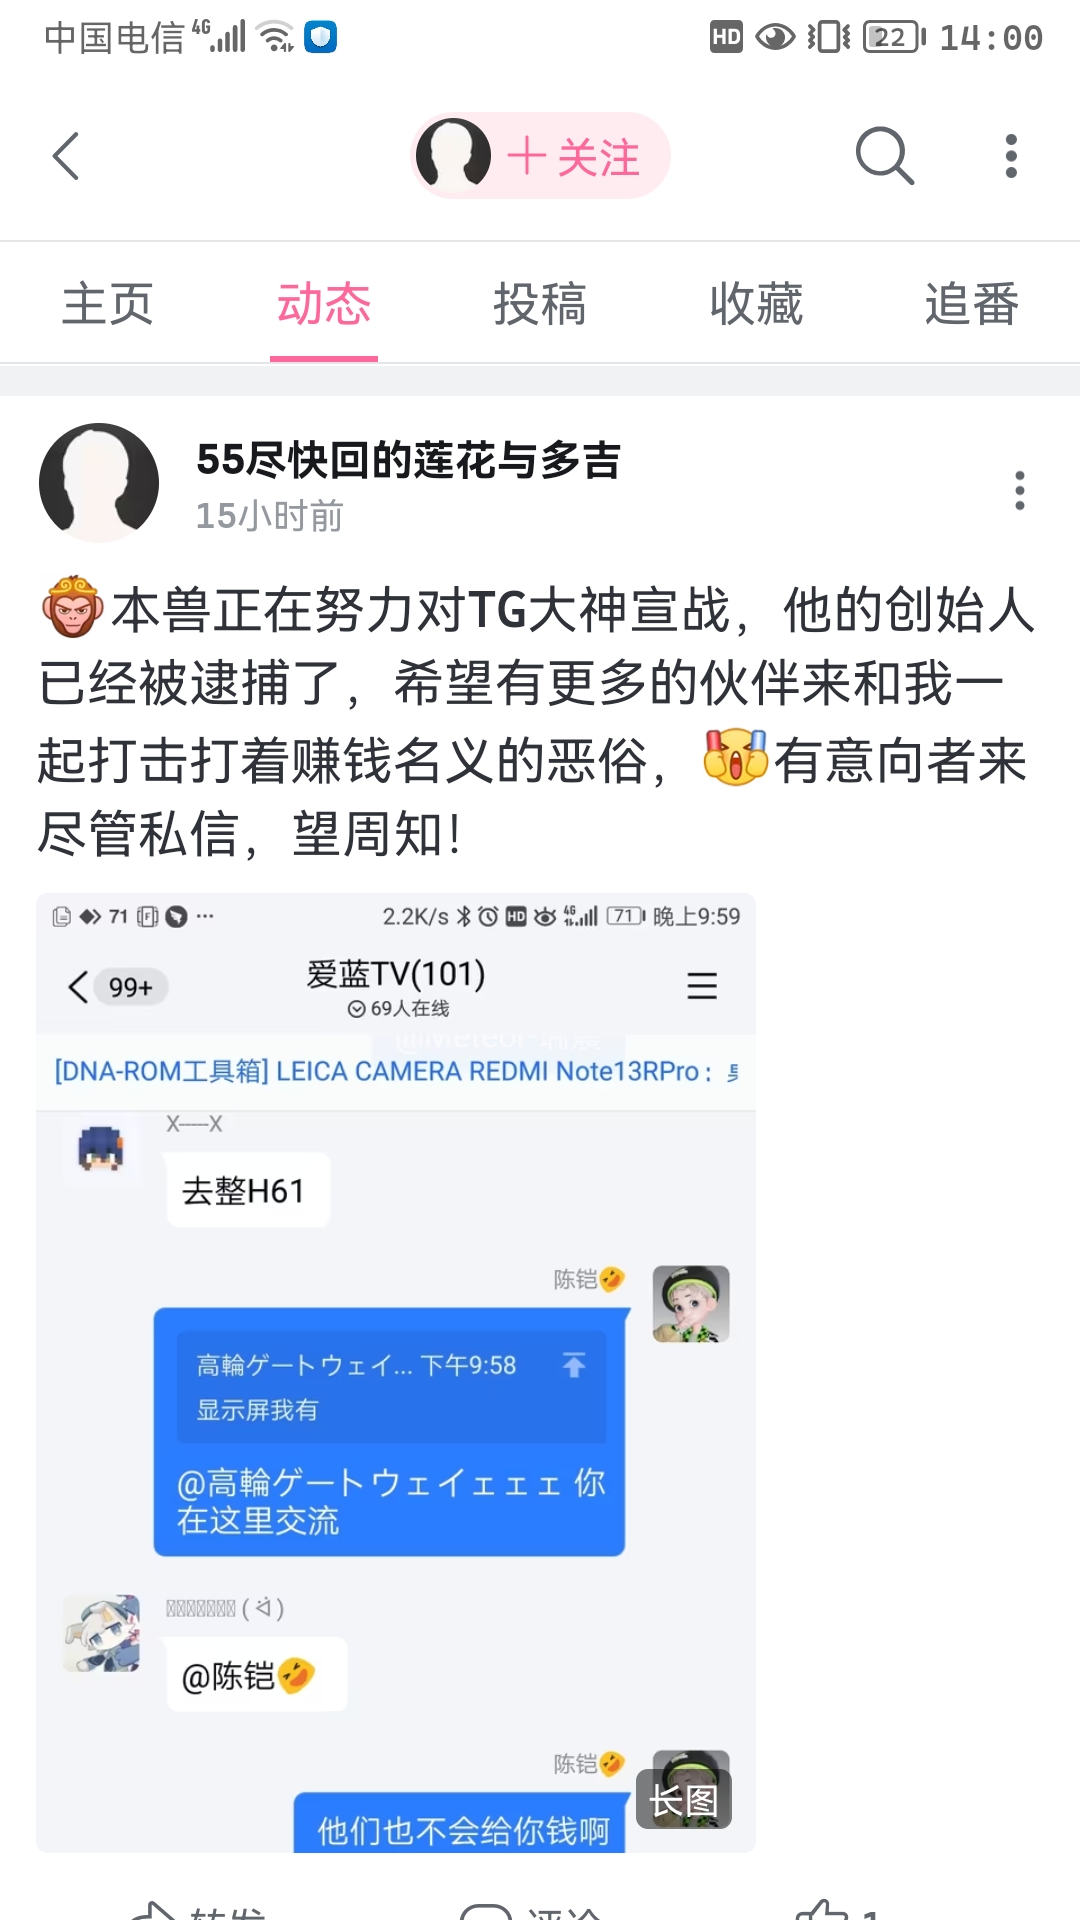 中国电信 4G HD 22 14:00
关注
主页 动态 投稿 收藏 追番
55尽快回的莲花与多吉
15小时前
本兽正在努力对TG大神宣战，他的创始人
已经被逮捕了，希望有更多的伙伴来和我一
起打击打着赚钱名义的恶俗，有意向者来
尽管私信，望周知！
71 2.2K/s HD 4G 71 晚上9:59
99+ 爱蓝TV(101)
69人在线
[DNA-ROM工具箱] LEICA CAMERA REDMI Note13RPro：
X——X
去整H61
陈铠🤣
高輪ゲートウェイ... 下午9:58
显示屏我有
@高輪ゲートウェイェェェ 你
在这里交流
@陈铠🤣
陈铠🤣
长图
他们也不会给你钱啊
转发 评论 1